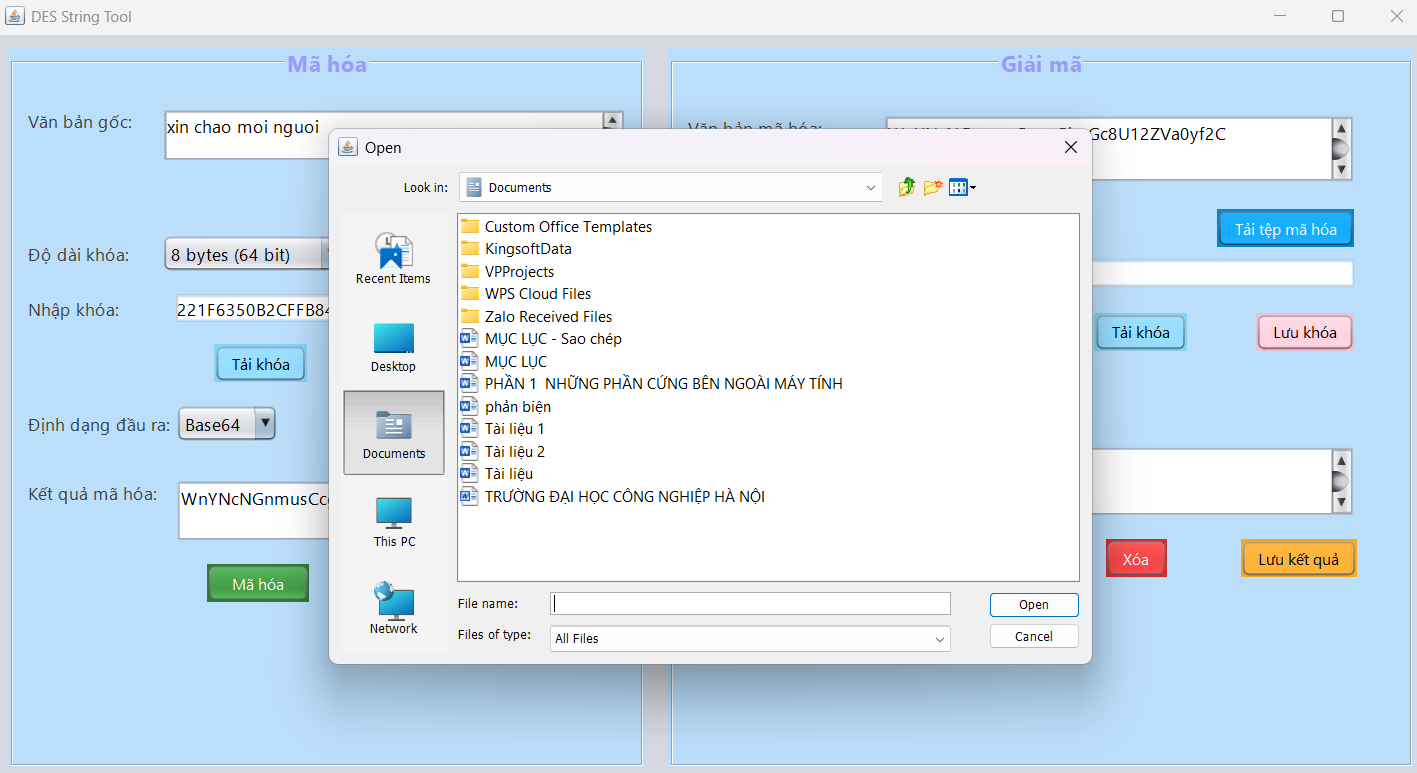 DES String Tool
Mã hóa
Văn bản gốc:
xin chao moi nguoi
Độ dài khóa:
8 bytes (64 bit)
Nhập khóa:
221F6350B2CFFB84
Tải khóa
Định dạng đầu ra:
Base64
Kết quả mã hóa:
WnYNcNGnmusCc
Mã hóa
Open
Look in:
Documents
Recent Items
Desktop
Documents
This PC
Network
Custom Office Templates
KingsoftData
VPProjects
WPS Cloud Files
Zalo Received Files
MỤC LỤC - Sao chép
MỤC LỤC
PHẦN 1  NHỮNG PHẦN CỨNG BÊN NGOÀI MÁY TÍNH
phản biện
Tài liệu 1
Tài liệu 2
Tài liệu
TRƯỜNG ĐẠI HỌC CÔNG NGHIỆP HÀ NỘI
File name:
Open
Files of type:
All Files
Cancel
Giải mã
Văn bản mã hóa:
Gc8U12ZVa0yf2C
Tải tệp mã hóa
Tải khóa
Lưu khóa
Xóa
Lưu kết quả